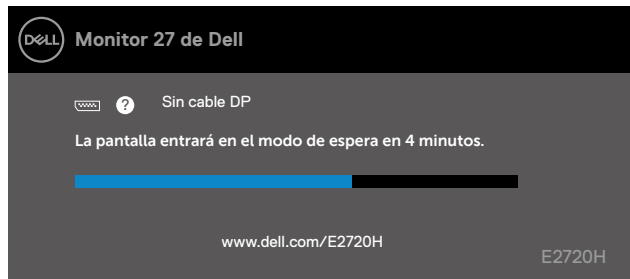 DELL
Monitor 27 de Dell
Sin cable DP
La pantalla entrará en el modo de espera en 4 minutos.
www.dell.com/E2720H
E2720H